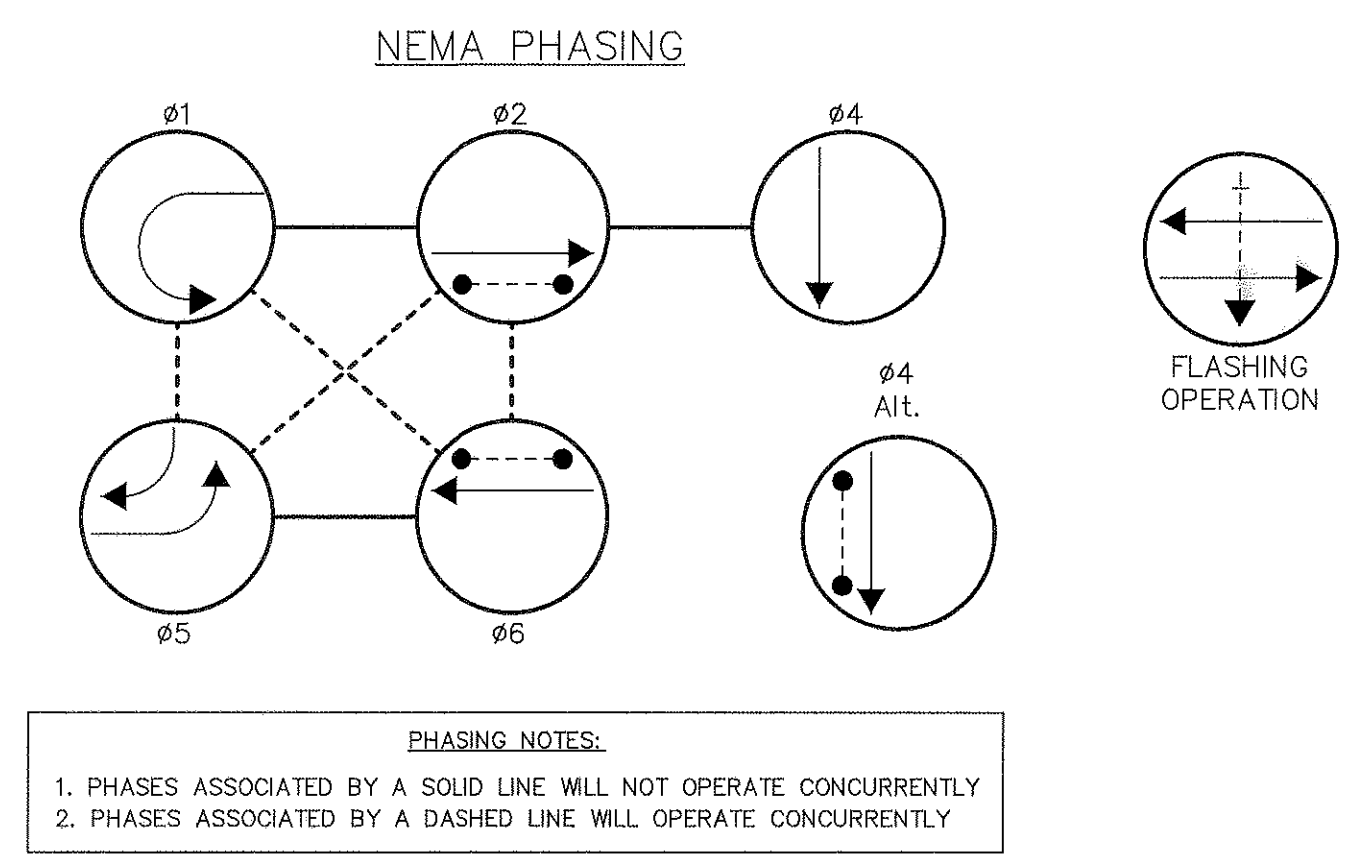 NEMA PHASING
ø1
ø2
ø4
FLASHING
OPERATION
ø4
Alt.
ø5
ø6
PHASING NOTES:
1. PHASES ASSOCIATED BY A SOLID LINE WILL NOT OPERATE CONCURRENTLY
2. PHASES ASSOCIATED BY A DASHED LINE WILL OPERATE CONCURRENTLY